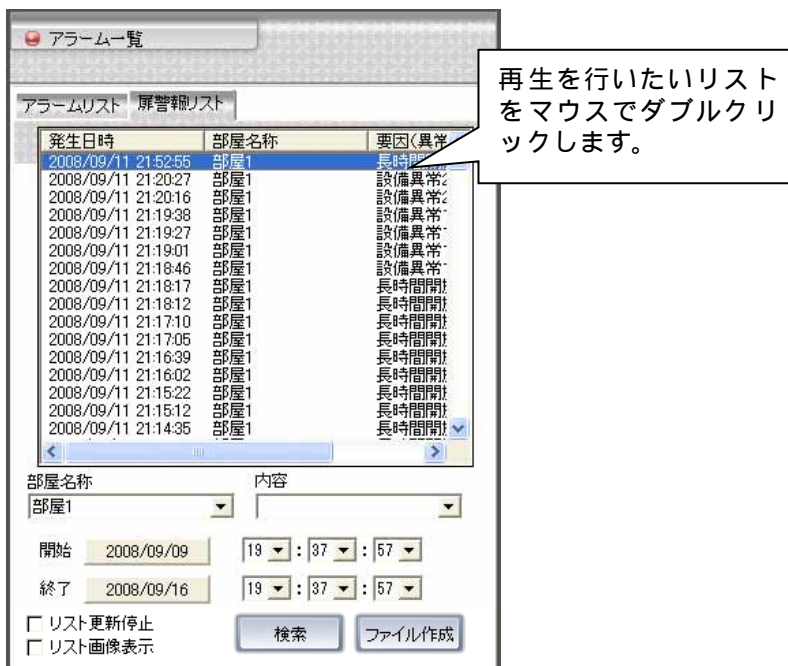 アラーム一覧
再生を行いたいリスト
をマウスでダブルクリ
ックします。
アラームリスト 扉警報リスト
発生日時 部屋名称 要因(異常
2008/09/11 21:52:55 部屋1 長時間開
2008/09/11 21:20:27 部屋1 設備異常2
2008/09/11 21:20:16 部屋1 設備異常2
2008/09/11 21:19:38 部屋1 設備異常
2008/09/11 21:19:27 部屋1 設備異常
2008/09/11 21:19:01 部屋1 設備異常
2008/09/11 21:18:46 部屋1 設備異常
2008/09/11 21:18:17 部屋1 長時間開
2008/09/11 21:18:12 部屋1 長時間開
2008/09/11 21:17:10 部屋1 長時間開
2008/09/11 21:17:05 部屋1 長時間開
2008/09/11 21:16:39 部屋1 長時間開
2008/09/11 21:16:02 部屋1 長時間開
2008/09/11 21:15:22 部屋1 長時間開
2008/09/11 21:15:12 部屋1 長時間開
2008/09/11 21:14:35 部屋1 長時間開
部屋名称 内容
部屋1
開始 2008/09/09 19 : 37 : 57
終了 2008/09/16 19 : 37 : 57
リスト更新停止
リスト画像表示
検索 ファイル作成